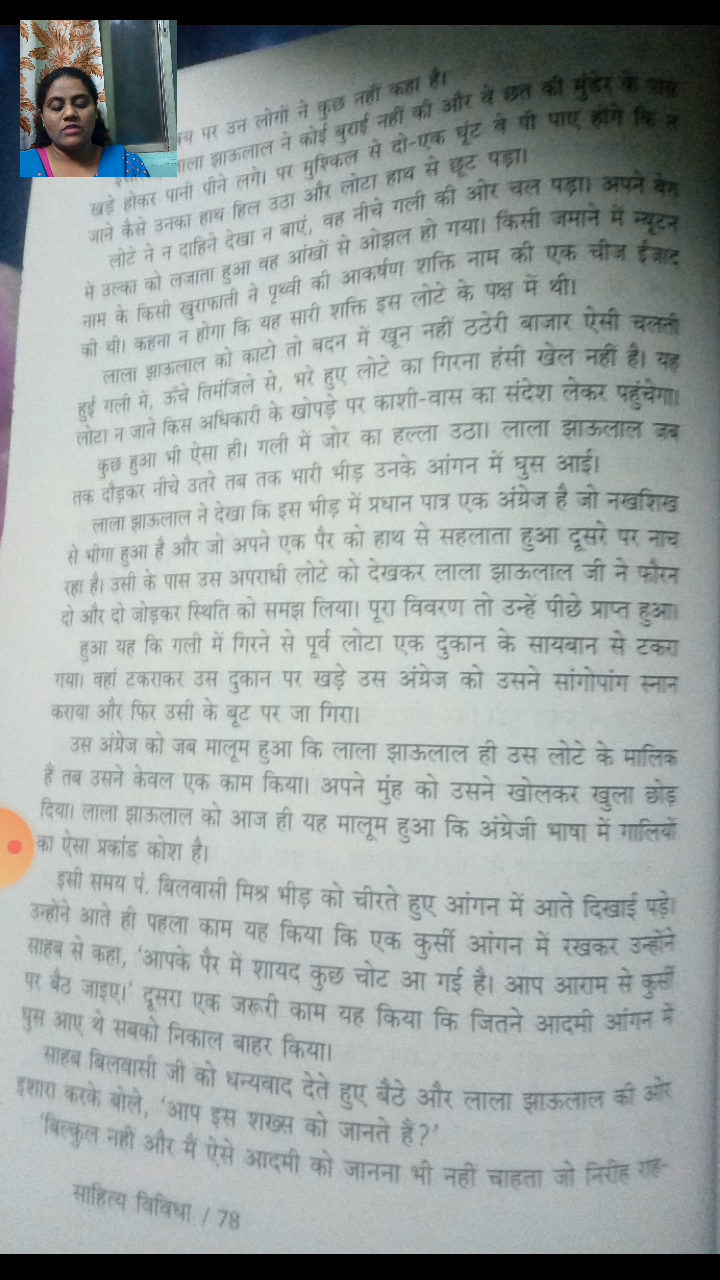 पर उन लोगों ने कुछ नहीं कहा है।
लाला झाऊलाल ने कोई बुराई नहीं की और वे छत की मुंडेर के पास
खड़े होकर पानी पीने लगे। पर मुश्किल से दो-एक घूंट वे पी पाए होंगे कि न
जाने कैसे उनका हाथ हिल उठा और लोटा हाथ से छूट पड़ा।
लोटे ने न दाहिने देखा न बाएं, वह नीचे गली की ओर चल पड़ा। अपने वेग
में उल्का को लजाता हुआ वह आंखों से ओझल हो गया। किसी जमाने में न्यूटन
नाम के किसी खुराफाती ने पृथ्वी की आकर्षण शक्ति नाम की एक चीज ईजाद
की थी। कहना न होगा कि यह सारी शक्ति इस लोटे के पक्ष में थी।
लाला झाऊलाल को काटो तो बदन में खून नहीं ठठेरी बाजार ऐसी चलती
हुई गली में, ऊँचे तिमंजिले से, भरे हुए लोटे का गिरना हंसी खेल नहीं है। यह
लोटा न जाने किस अधिकारी के खोपड़े पर काशी-वास का संदेश लेकर पहुंचेगा।
कुछ हुआ भी ऐसा ही। गली में जोर का हल्ला उठा। लाला झाऊलाल जब
तक दौड़कर नीचे उतरे तब तक भारी भीड़ उनके आंगन में घुस आई।
लाला झाऊलाल ने देखा कि इस भीड़ में प्रधान पात्र एक अंग्रेज है जो नखशिख
से भीगा हुआ है और जो अपने एक पैर को हाथ से सहलाता हुआ दूसरे पर नाच
रहा है। उसी के पास उस अपराधी लोटे को देखकर लाला झाऊलाल जी ने फौरन
दो और दो जोड़कर स्थिति को समझ लिया। पूरा विवरण तो उन्हें पीछे प्राप्त हुआ।
हुआ यह कि गली में गिरने से पूर्व लोटा एक दुकान के सायबान से टकरा
गया। वहां टकराकर उस दुकान पर खड़े उस अंग्रेज को उसने सांगोपांग स्नान
कराया और फिर उसी के बूट पर जा गिरा।
उस अंग्रेज को जब मालूम हुआ कि लाला झाऊलाल ही उस लोटे के मालिक
हैं तब उसने केवल एक काम किया। अपने मुंह को उसने खोलकर खुला छोड़
दिया। लाला झाऊलाल को आज ही यह मालूम हुआ कि अंग्रेजी भाषा में गालियों
का ऐसा प्रकांड कोश है।
इसी समय पं. बिलवासी मिश्र भीड़ को चीरते हुए आंगन में आते दिखाई पड़े।
उन्होंने आते ही पहला काम यह किया कि एक कुर्सी आंगन में रखकर उन्होंने
साहब से कहा, 'आपके पैर में शायद कुछ चोट आ गई है। आप आराम से कुर्सी
पर बैठ जाइए।' दूसरा एक जरूरी काम यह किया कि जितने आदमी आंगन में
घुस आए थे सबको निकाल बाहर किया।
साहब बिलवासी जी को धन्यवाद देते हुए बैठे और लाला झाऊलाल की ओर
इशारा करके बोले, 'आप इस शख्स को जानते हैं?'
'बिल्कुल नहीं और मैं ऐसे आदमी को जानना भी नहीं चाहता जो निरीह राह-
साहित्य विविधा / 78